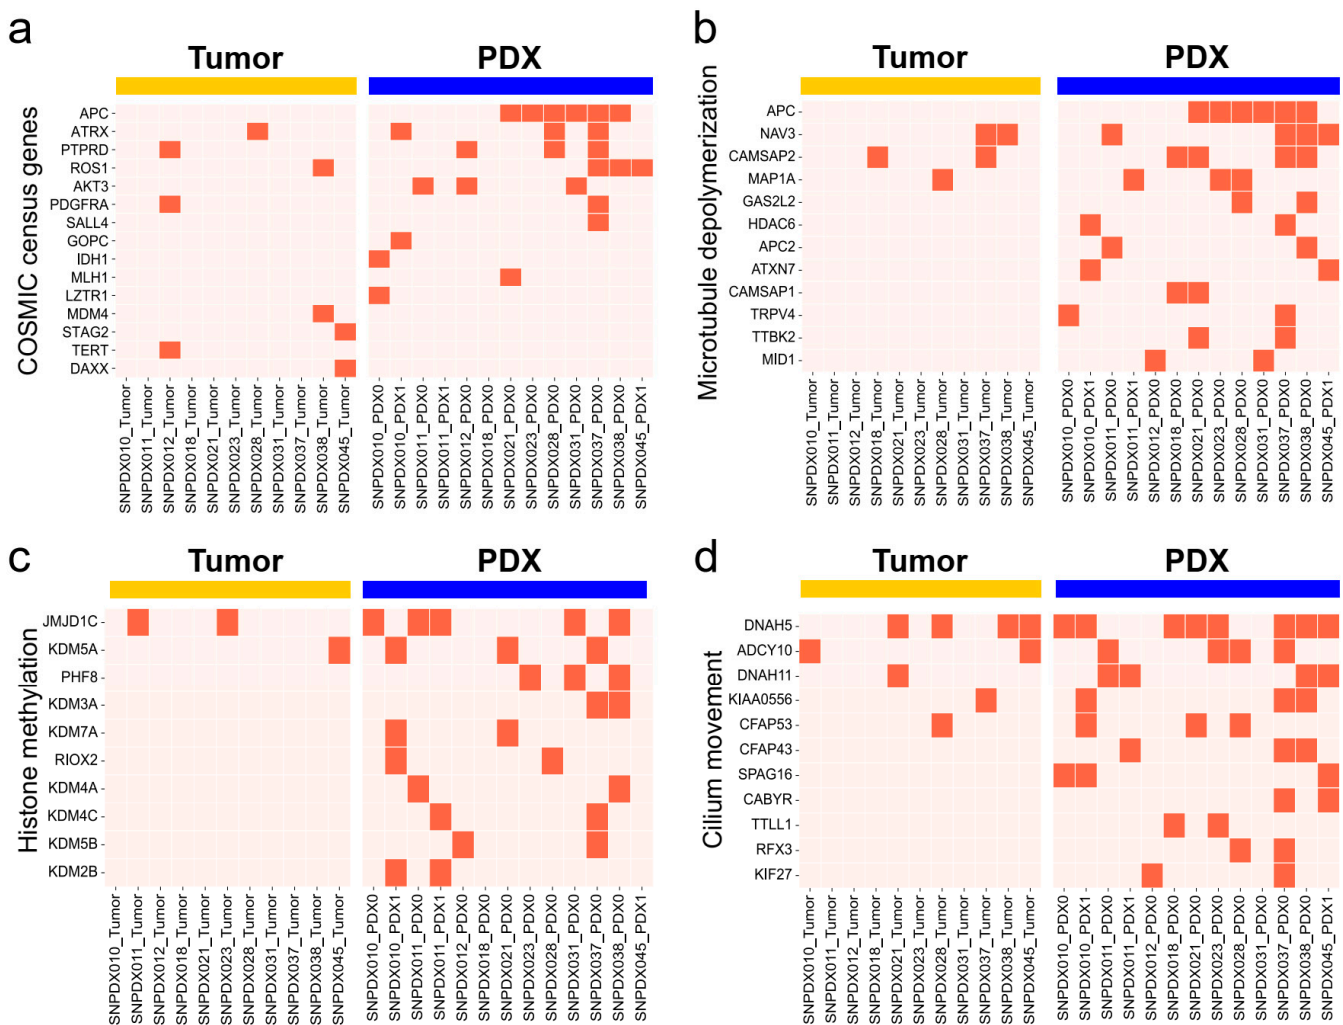 a
Tumor
PDX
COSMIC census genes
APC
ATRX
PTPRD
ROS1
AKT3
PDGFRA
SALL4
GOPC
IDH1
MLH1
LZTR1
MDM4
STAG2
TERT
DAXX
SNPDX010_Tumor
SNPDX011_Tumor
SNPDX012_Tumor
SNPDX018_Tumor
SNPDX021_Tumor
SNPDX023_Tumor
SNPDX028_Tumor
SNPDX031_Tumor
SNPDX037_Tumor
SNPDX038_Tumor
SNPDX045_Tumor
SNPDX010_PDX0
SNPDX010_PDX1
SNPDX011_PDX0
SNPDX011_PDX1
SNPDX012_PDX0
SNPDX018_PDX0
SNPDX021_PDX0
SNPDX023_PDX0
SNPDX028_PDX0
SNPDX031_PDX0
SNPDX037_PDX0
SNPDX038_PDX0
SNPDX045_PDX1
b
Tumor
PDX
Microtubule depolymerization
APC
NAV3
CAMSAP2
MAP1A
GAS2L2
HDAC6
APC2
ATXN7
CAMSAP1
TRPV4
TTBK2
MID1
SNPDX010_Tumor
SNPDX011_Tumor
SNPDX012_Tumor
SNPDX018_Tumor
SNPDX021_Tumor
SNPDX023_Tumor
SNPDX028_Tumor
SNPDX031_Tumor
SNPDX037_Tumor
SNPDX038_Tumor
SNPDX045_Tumor
SNPDX010_PDX0
SNPDX010_PDX1
SNPDX011_PDX0
SNPDX011_PDX1
SNPDX012_PDX0
SNPDX018_PDX0
SNPDX021_PDX0
SNPDX023_PDX0
SNPDX028_PDX0
SNPDX031_PDX0
SNPDX037_PDX0
SNPDX038_PDX0
SNPDX045_PDX1
c
Tumor
PDX
Histone methylation
JMJD1C
KDM5A
PHF8
KDM3A
KDM7A
RIOX2
KDM4A
KDM4C
KDM5B
KDM2B
SNPDX010_Tumor
SNPDX011_Tumor
SNPDX012_Tumor
SNPDX018_Tumor
SNPDX021_Tumor
SNPDX023_Tumor
SNPDX028_Tumor
SNPDX031_Tumor
SNPDX037_Tumor
SNPDX038_Tumor
SNPDX045_Tumor
SNPDX010_PDX0
SNPDX010_PDX1
SNPDX011_PDX0
SNPDX011_PDX1
SNPDX012_PDX0
SNPDX018_PDX0
SNPDX021_PDX0
SNPDX023_PDX0
SNPDX028_PDX0
SNPDX031_PDX0
SNPDX037_PDX0
SNPDX038_PDX0
SNPDX045_PDX1
d
Tumor
PDX
Cilium movement
DNAH5
ADCY10
DNAH11
KIAA0556
CFAP53
CFAP43
SPAG16
CABYR
TTLL1
RFX3
KIF27
SNPDX010_Tumor
SNPDX011_Tumor
SNPDX012_Tumor
SNPDX018_Tumor
SNPDX021_Tumor
SNPDX023_Tumor
SNPDX028_Tumor
SNPDX031_Tumor
SNPDX037_Tumor
SNPDX038_Tumor
SNPDX045_Tumor
SNPDX010_PDX0
SNPDX010_PDX1
SNPDX011_PDX0
SNPDX011_PDX1
SNPDX012_PDX0
SNPDX018_PDX0
SNPDX021_PDX0
SNPDX023_PDX0
SNPDX028_PDX0
SNPDX031_PDX0
SNPDX037_PDX0
SNPDX038_PDX0
SNPDX045_PDX1